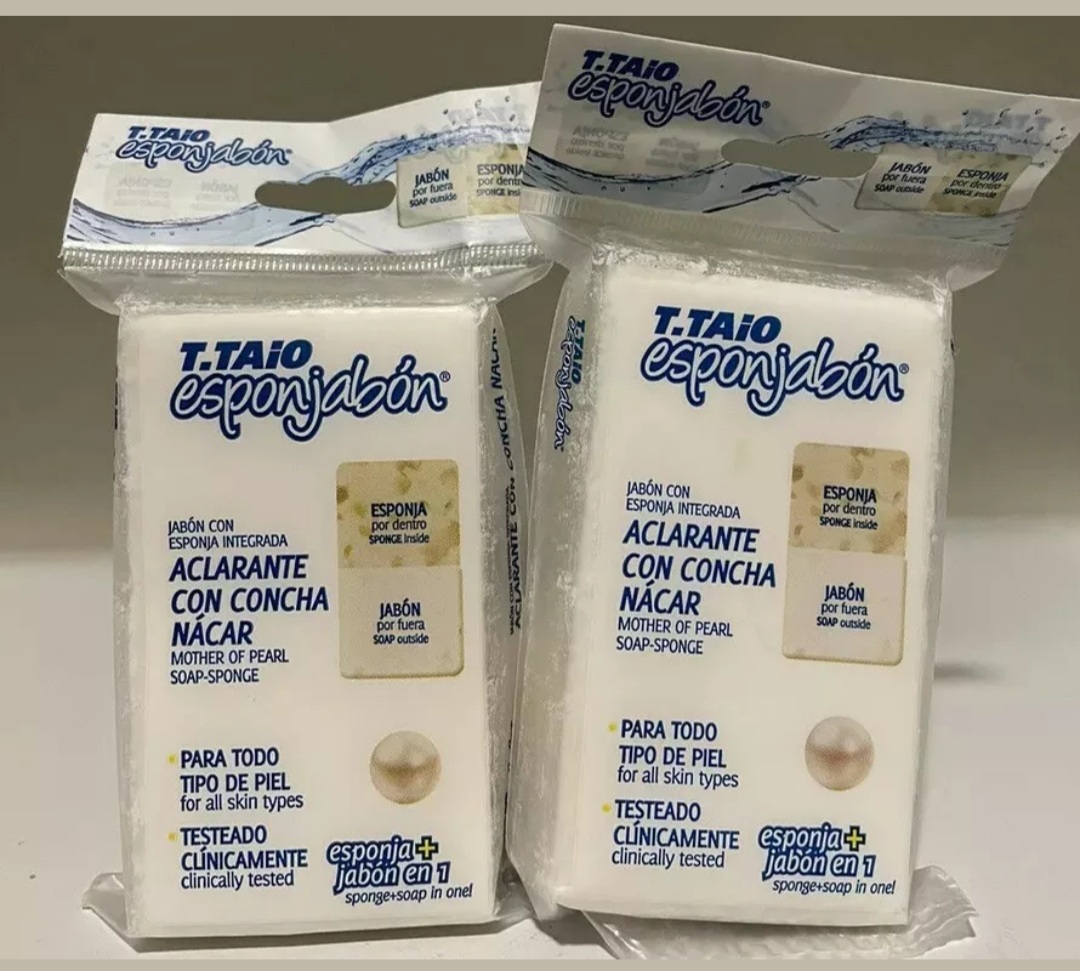 T.TAiO
esponjabón®
JABÓN
por fuera
SOAP outside
ESPONJA
por dentro
SPONGE inside
T.TAiO
esponjabón®
JABÓN CON
ESPONJA INTEGRADA
ACLARANTE
CON CONCHA
NÁCAR
MOTHER OF PEARL
SOAP-SPONGE
ESPONJA
por dentro
SPONGE inside
JABÓN
por fuera
SOAP outside
PARA TODO
TIPO DE PIEL
for all skin types
TESTEADO
CLÍNICAMENTE
clinically tested
esponja+
jabón en 1
sponge+soap in one!
ACLARANTE CON CONCHA NÁCAR
T.TAiO
esponjabón®
JABÓN
por fuera
SOAP outside
ESPONJA
por dentro
SPONGE inside
T.TAiO
esponjabón
T.TAiO
esponjabón®
JABÓN CON
ESPONJA INTEGRADA
ACLARANTE
CON CONCHA
NÁCAR
MOTHER OF PEARL
SOAP-SPONGE
ESPONJA
por dentro
SPONGE inside
JABÓN
por fuera
SOAP outside
PARA TODO
TIPO DE PIEL
for all skin types
TESTEADO
CLÍNICAMENTE
clinically tested
esponja+
jabón en 1
sponge+soap in one!